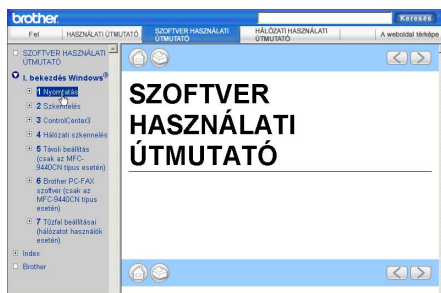 brother.
Keresés
Fel
HASZNÁLATI ÚTMUTATÓ
SZOFTVER HASZNÁLATI
ÚTMUTATÓ
HÁLÓZATI HASZNÁLATI
ÚTMUTATÓ
A weboldal térképe
SZOFTVER HASZNÁLATI
ÚTMUTATÓ
I. bekezdés Windows®
1 Nyomtatás
2 Szkennelés
3 ControlCenter3
4 Hálózati szkennelés
5 Távoli beállítás
(csak az MFC-
9440CN típus esetén)
6 Brother PC-FAX
szoftver (csak az
MFC-9440CN típus
esetén)
7 Tűzfal beállításai
(hálózatot használók
esetén)
Index
Brother
SZOFTVER
HASZNÁLATI
ÚTMUTATÓ